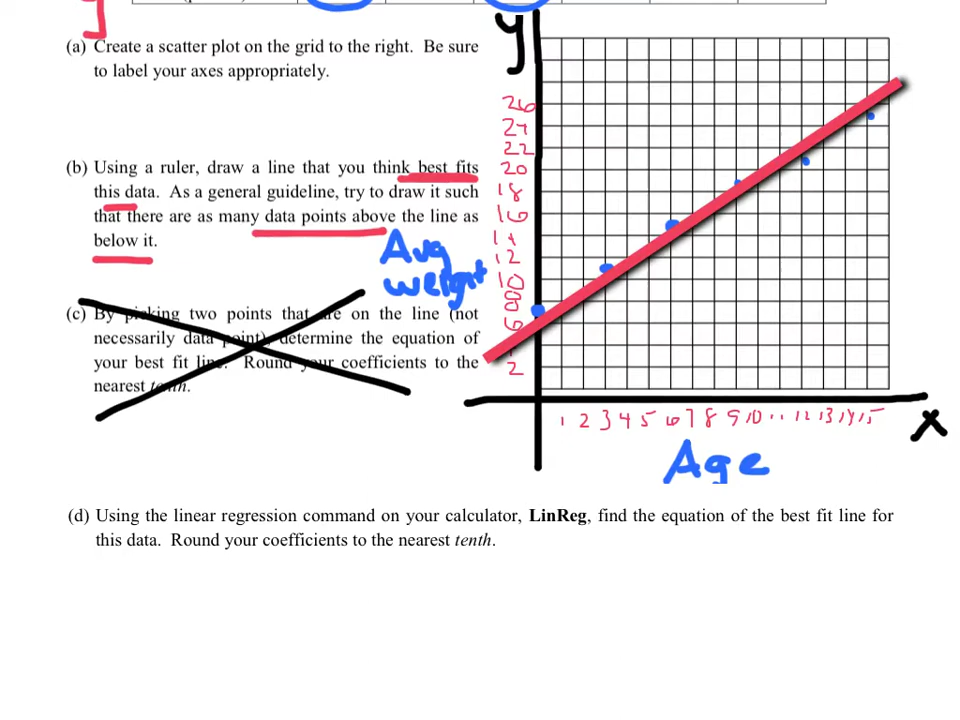 y
(a) Create a scatter plot on the grid to the right. Be sure
to label your axes appropriately.
y
26
24
22
20
18
16
14
12
10
8
6
2
(b) Using a ruler, draw a line that you think best fits
this data. As a general guideline, try to draw it such
that there are as many data points above the line as
below it.
Avg
weight
(c) By picking two points that are on the line (not
necessarily data point), determine the equation of
your best fit line. Round your coefficients to the
nearest tenth.
1 2 3 4 5 6 7 8 9 10 11 12 13 14 15
x
Age
(d) Using the linear regression command on your calculator, LinReg, find the equation of the best fit line for
this data. Round your coefficients to the nearest tenth.